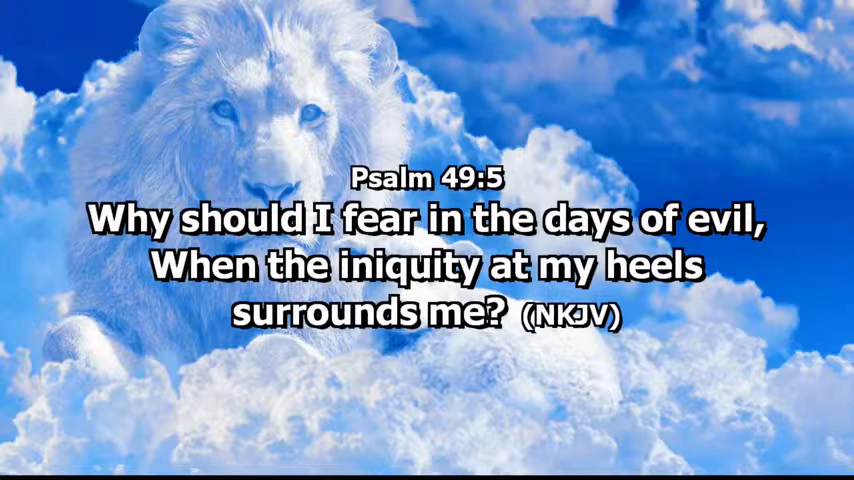 Psalm 49:5
Why should I fear in the days of evil,
When the iniquity at my heels
surrounds me? (NKJV)